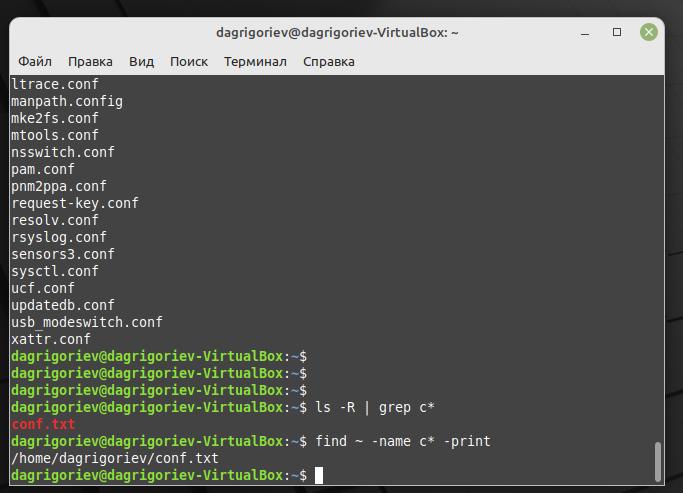 dagrigoriev@dagrigoriev-VirtualBox: ~
Файл Правка Вид Поиск Терминал Справка
ltrace.conf
manpath.config
mke2fs.conf
mtools.conf
nsswitch.conf
pam.conf
pnm2ppa.conf
request-key.conf
resolv.conf
rsyslog.conf
sensors3.conf
sysctl.conf
ucf.conf
updatedb.conf
usb_modeswitch.conf
xattr.conf
dagrigoriev@dagrigoriev-VirtualBox:~$
dagrigoriev@dagrigoriev-VirtualBox:~$
dagrigoriev@dagrigoriev-VirtualBox:~$
dagrigoriev@dagrigoriev-VirtualBox:~$ ls -R | grep c*
conf.txt
dagrigoriev@dagrigoriev-VirtualBox:~$ find ~ -name c* -print
/home/dagrigoriev/conf.txt
dagrigoriev@dagrigoriev-VirtualBox:~$